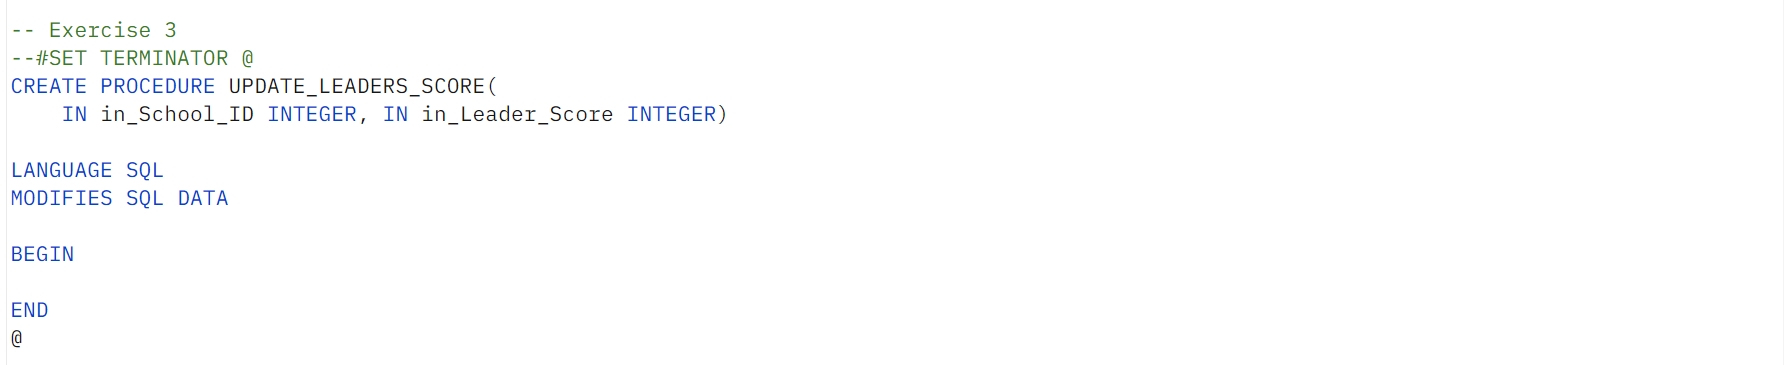 -- Exercise 3
--#SET TERMINATOR @
CREATE PROCEDURE UPDATE_LEADERS_SCORE(
    IN in_School_ID INTEGER, IN in_Leader_Score INTEGER)
LANGUAGE SQL
MODIFIES SQL DATA
BEGIN
END
@